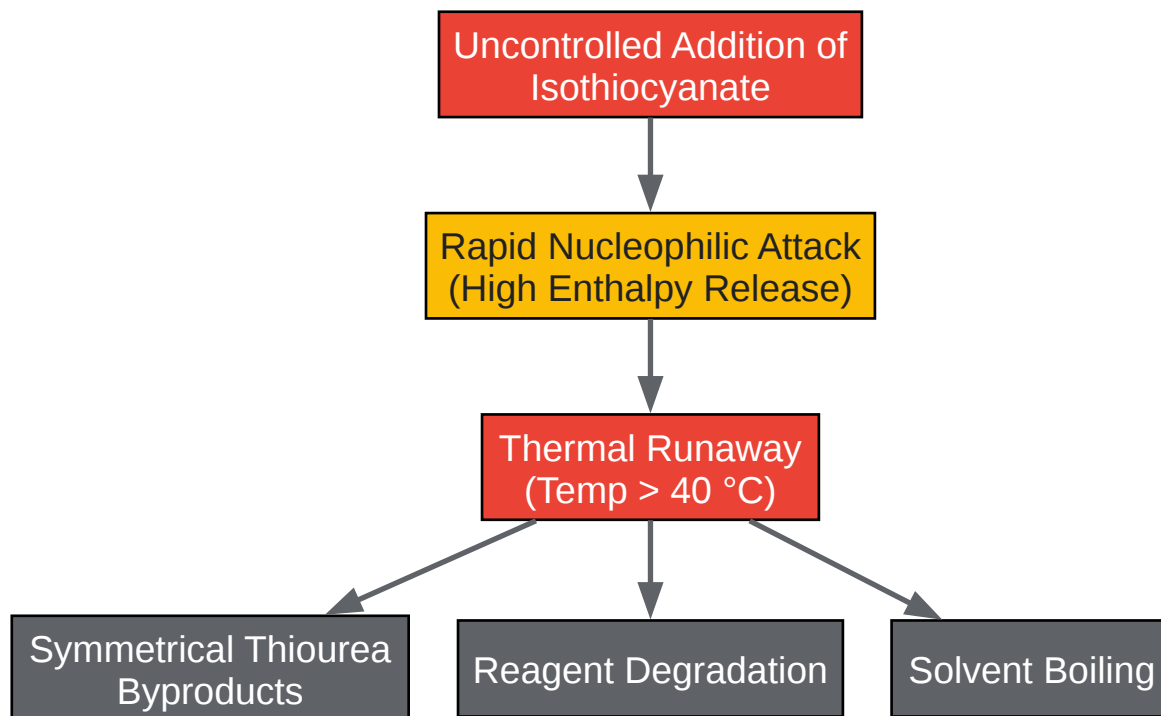 Uncontrolled Addition of
Isothiocyanate
Rapid Nucleophilic Attack
(High Enthalpy Release)
Thermal Runaway
(Temp > 40 °C)
Symmetrical Thiourea
Byproducts
Reagent Degradation
Solvent Boiling